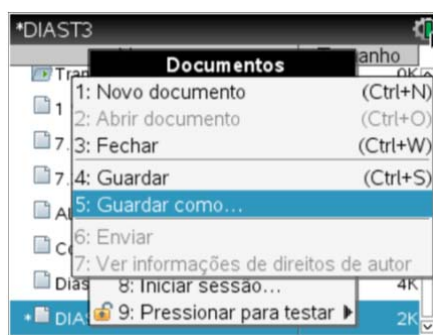 *DIAST3
Documentos
1: Novo documento (Ctrl+N)
2: Abrir documento (Ctrl+O)
3: Fechar (Ctrl+W)
4: Guardar (Ctrl+S)
5: Guardar como...
6: Enviar
7: Ver informações de direitos de autor
8: Iniciar sessão... 4K
9: Pressionar para testar 2K